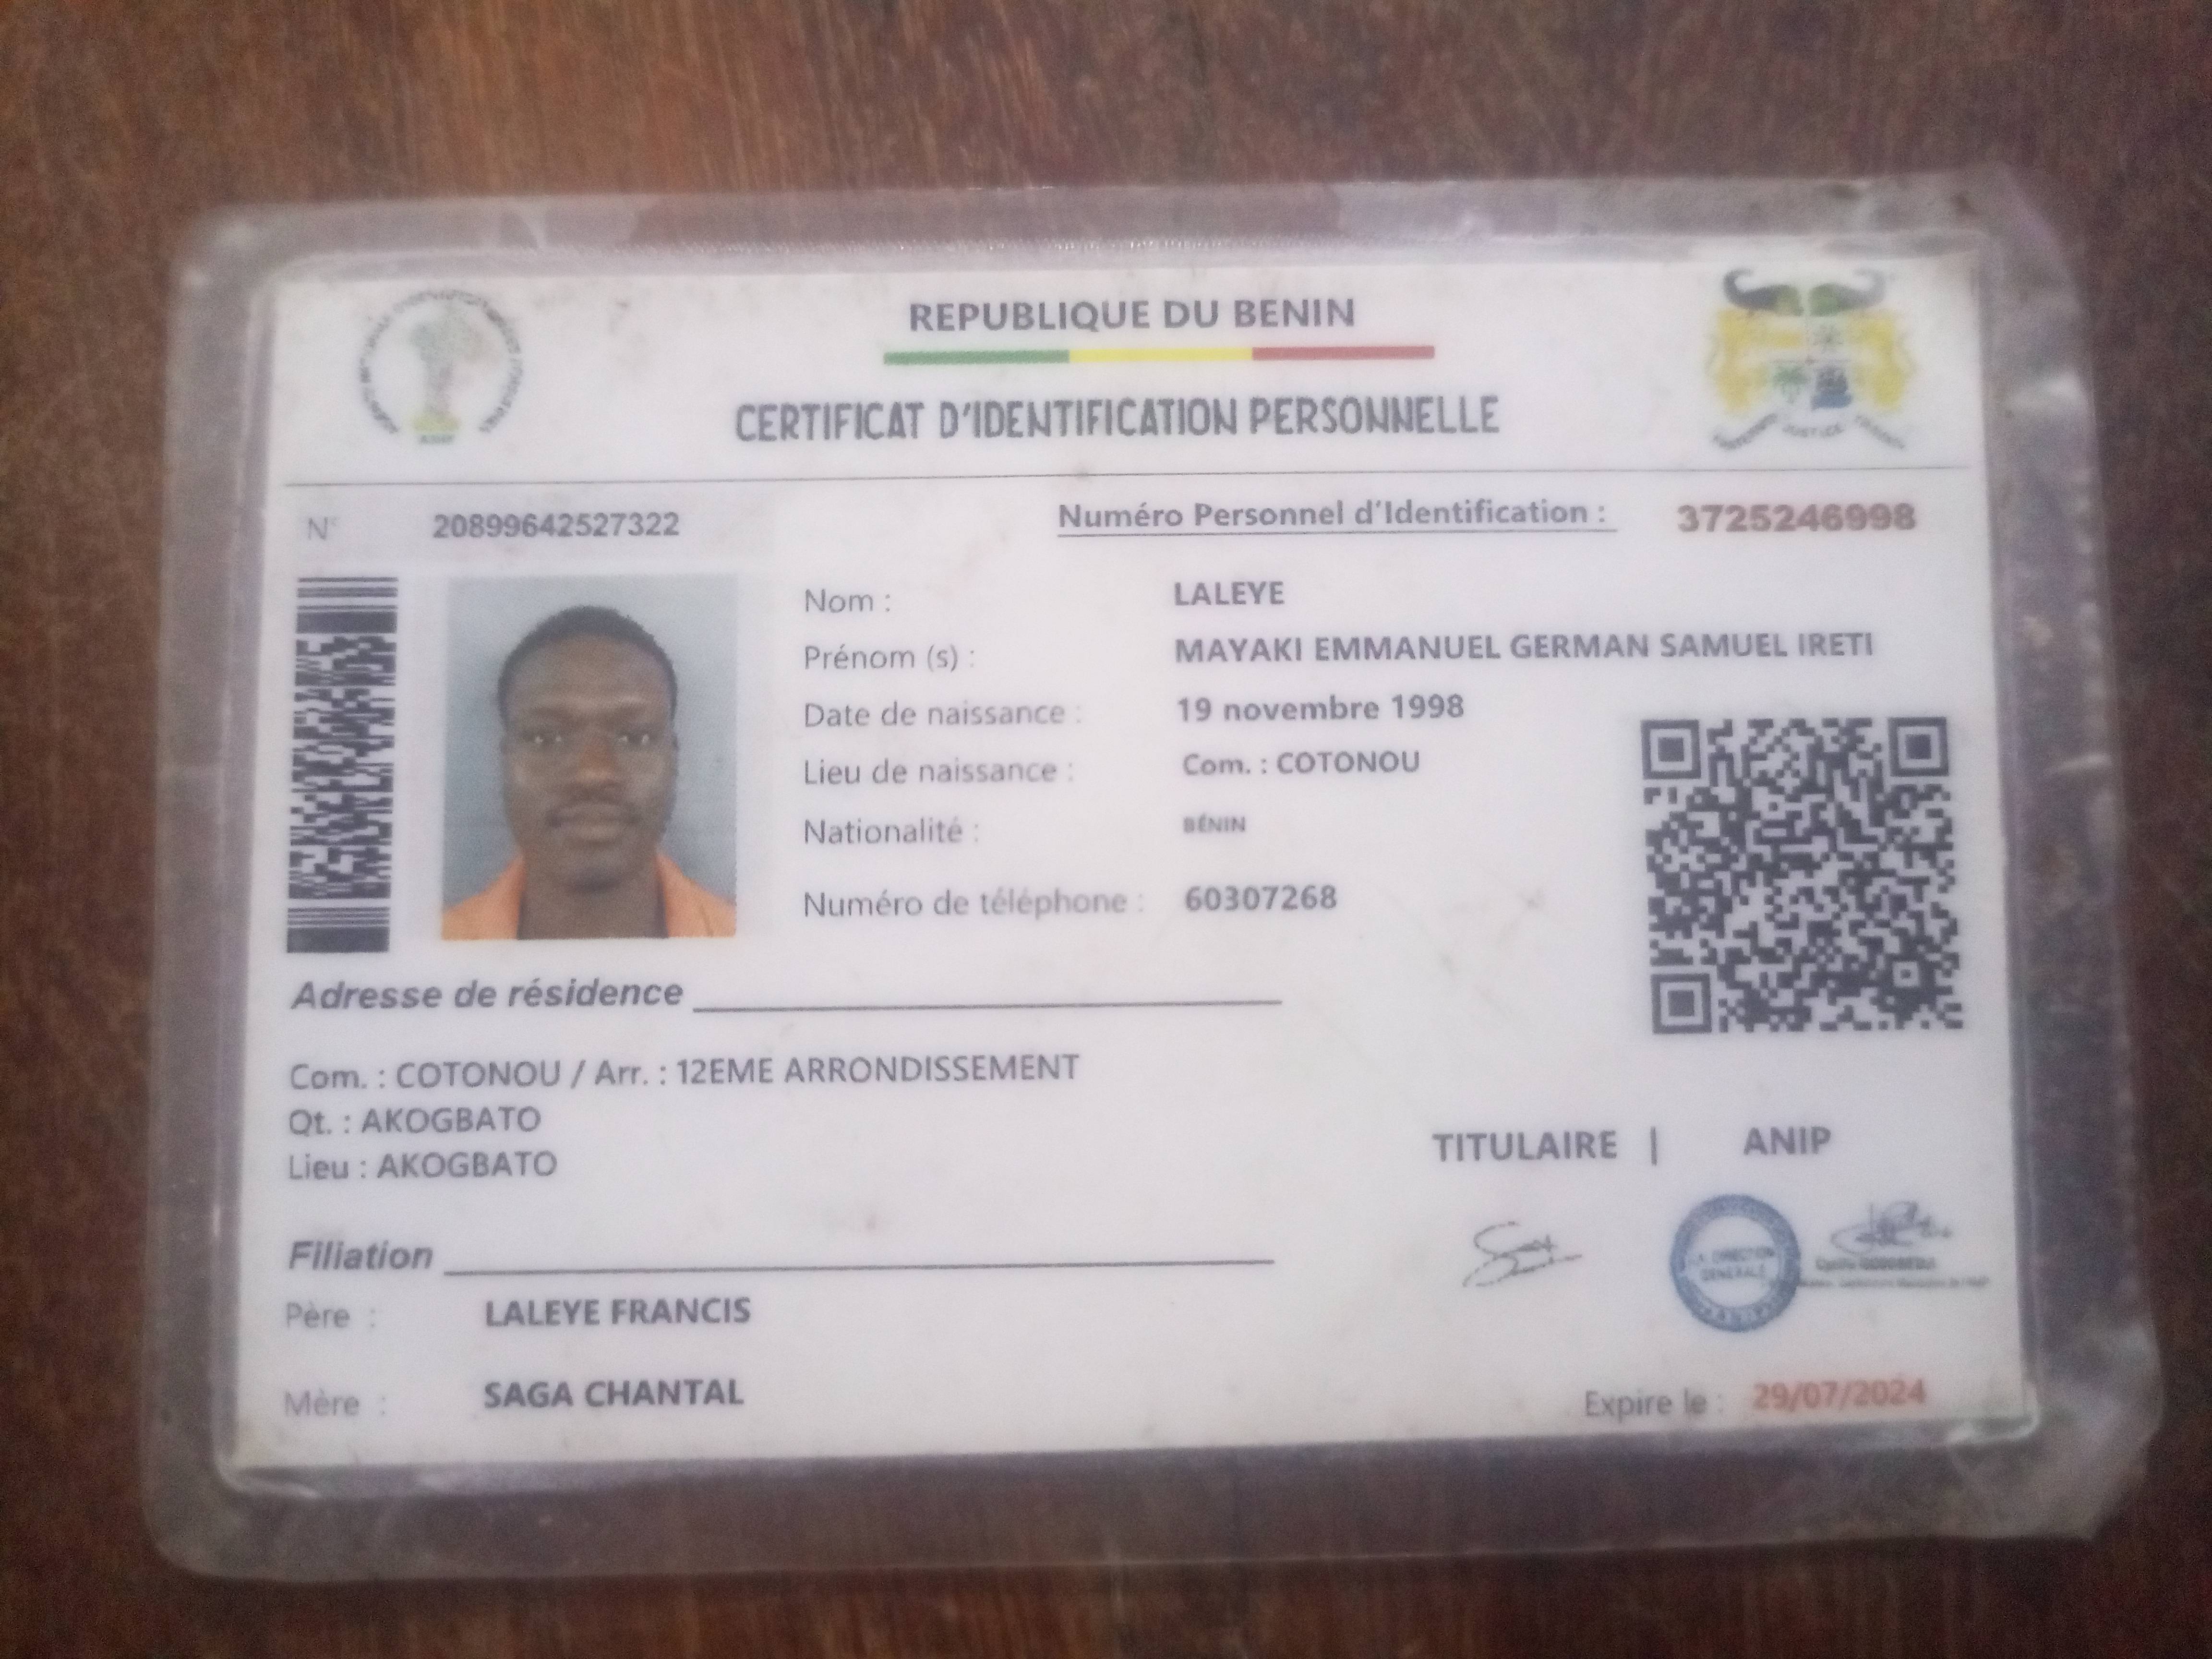 REPUBLIQUE DU BENIN
CERTIFICAT D'IDENTIFICATION PERSONNELLE
N° 20899642527322
Numéro Personnel d'Identification : 3725246998
Nom : LALEYE
Prénom (s) : MAYAKI EMMANUEL GERMAN SAMUEL IRETI
Date de naissance : 19 novembre 1998
Lieu de naissance : Com. : COTONOU
Nationalité : BÉNIN
Numéro de téléphone : 60307268
Adresse de résidence
Com. : COTONOU / Arr. : 12EME ARRONDISSEMENT
Qt. : AKOGBATO
Lieu : AKOGBATO
TITULAIRE | ANIP
LA DIRECTION
GENERALE
Filiation
Père : LALEYE FRANCIS
Mère : SAGA CHANTAL
Expire le : 29/07/2024